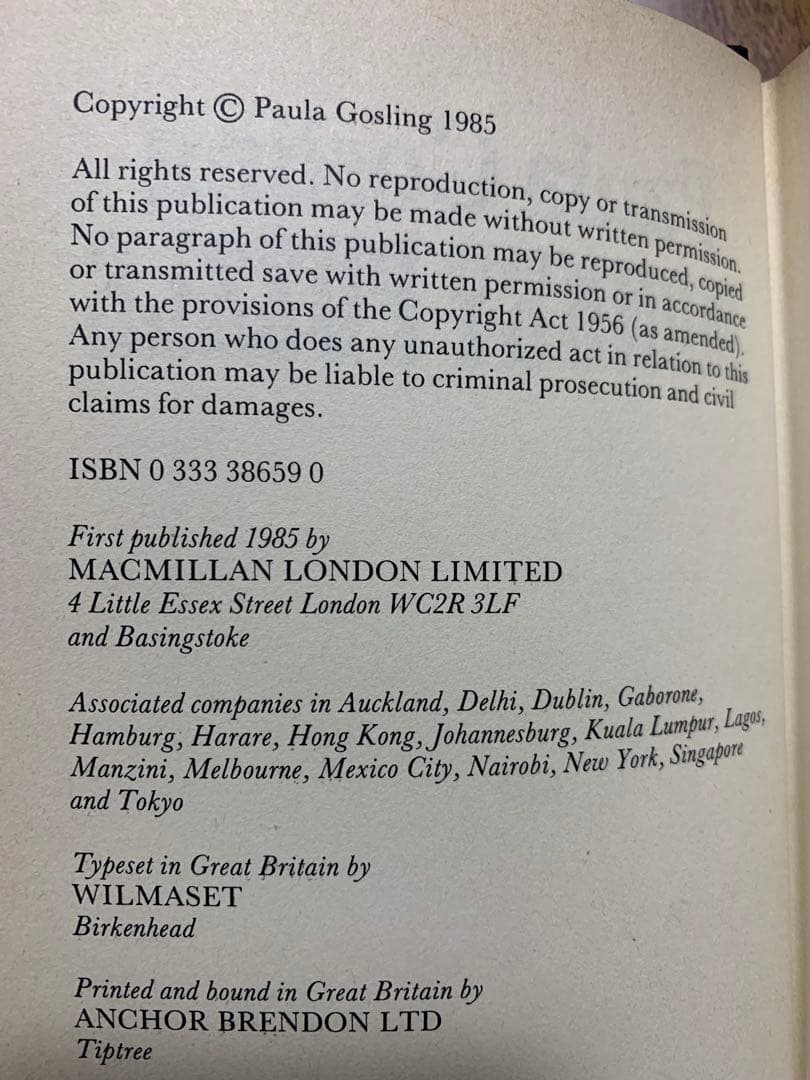 Copyright © Paula Gosling 1985
All rights reserved. No reproduction, copy or transmission
of this publication may be made without written permission.
No paragraph of this publication may be reproduced, copied
or transmitted save with written permission or in accordance
with the provisions of the Copyright Act 1956 (as amended).
Any person who does any unauthorized act in relation to this
publication may be liable to criminal prosecution and civil
claims for damages.
ISBN 0 333 38659 0
First published 1985 by
MACMILLAN LONDON LIMITED
4 Little Essex Street London WC2R 3LF
and Basingstoke
Associated companies in Auckland, Delhi, Dublin, Gaborone,
Hamburg, Harare, Hong Kong, Johannesburg, Kuala Lumpur, Lagos,
Manzini, Melbourne, Mexico City, Nairobi, New York, Singapore
and Tokyo
Typeset in Great Britain by
WILMASET
Birkenhead
Printed and bound in Great Britain by
ANCHOR BRENDON LTD
Tiptree